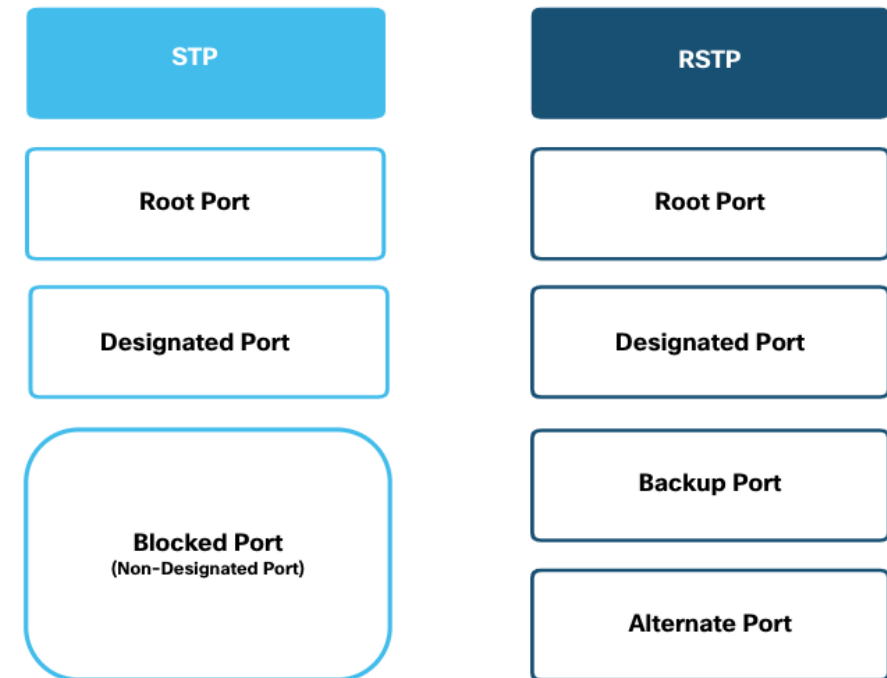 STP
Root Port
Designated Port
Blocked Port
(Non-Designated Port)
RSTP
Root Port
Designated Port
Backup Port
Alternate Port